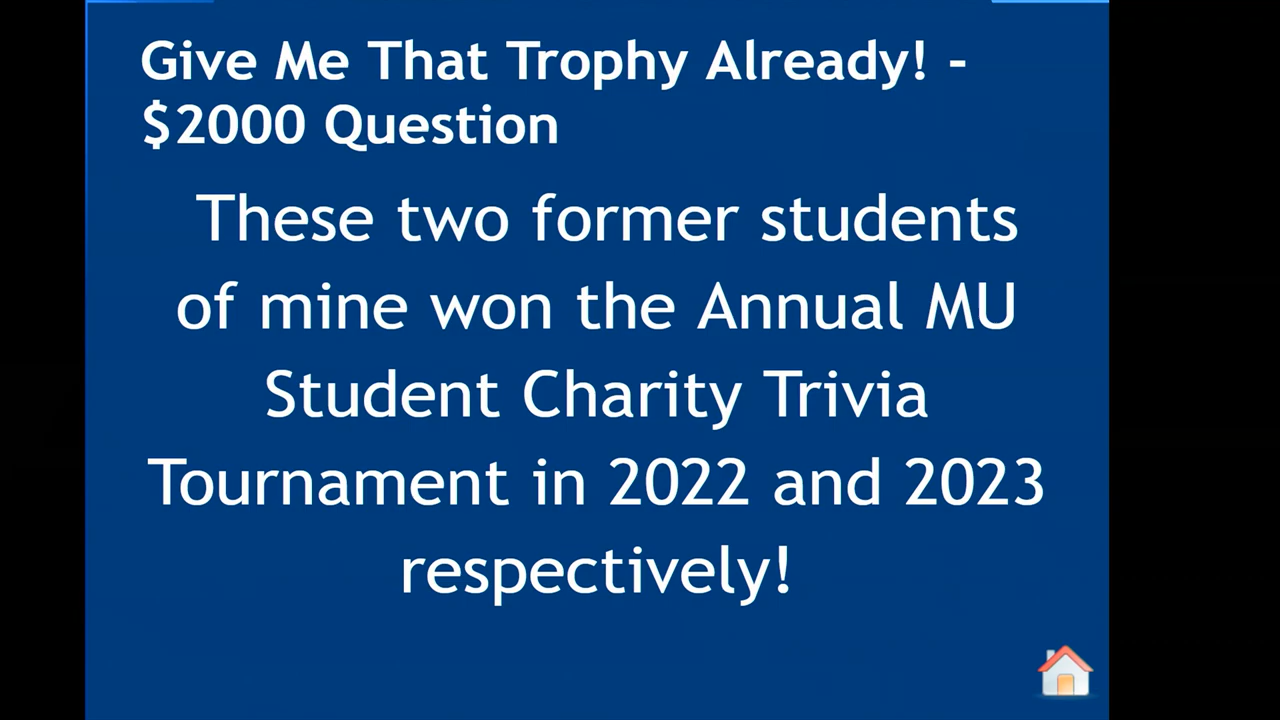 Give Me That Trophy Already! -
$2000 Question
These two former students
of mine won the Annual MU
Student Charity Trivia
Tournament in 2022 and 2023
respectively!